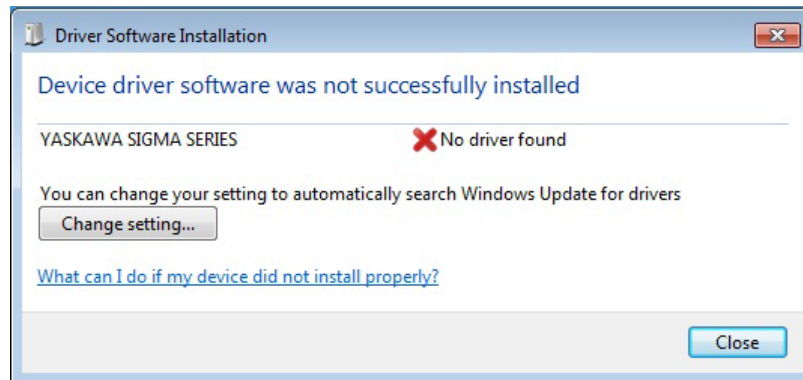 Driver Software Installation
Device driver software was not successfully installed
YASKAWA SIGMA SERIES No driver found
You can change your setting to automatically search Windows Update for drivers
Change setting...
What can I do if my device did not install properly?
Close